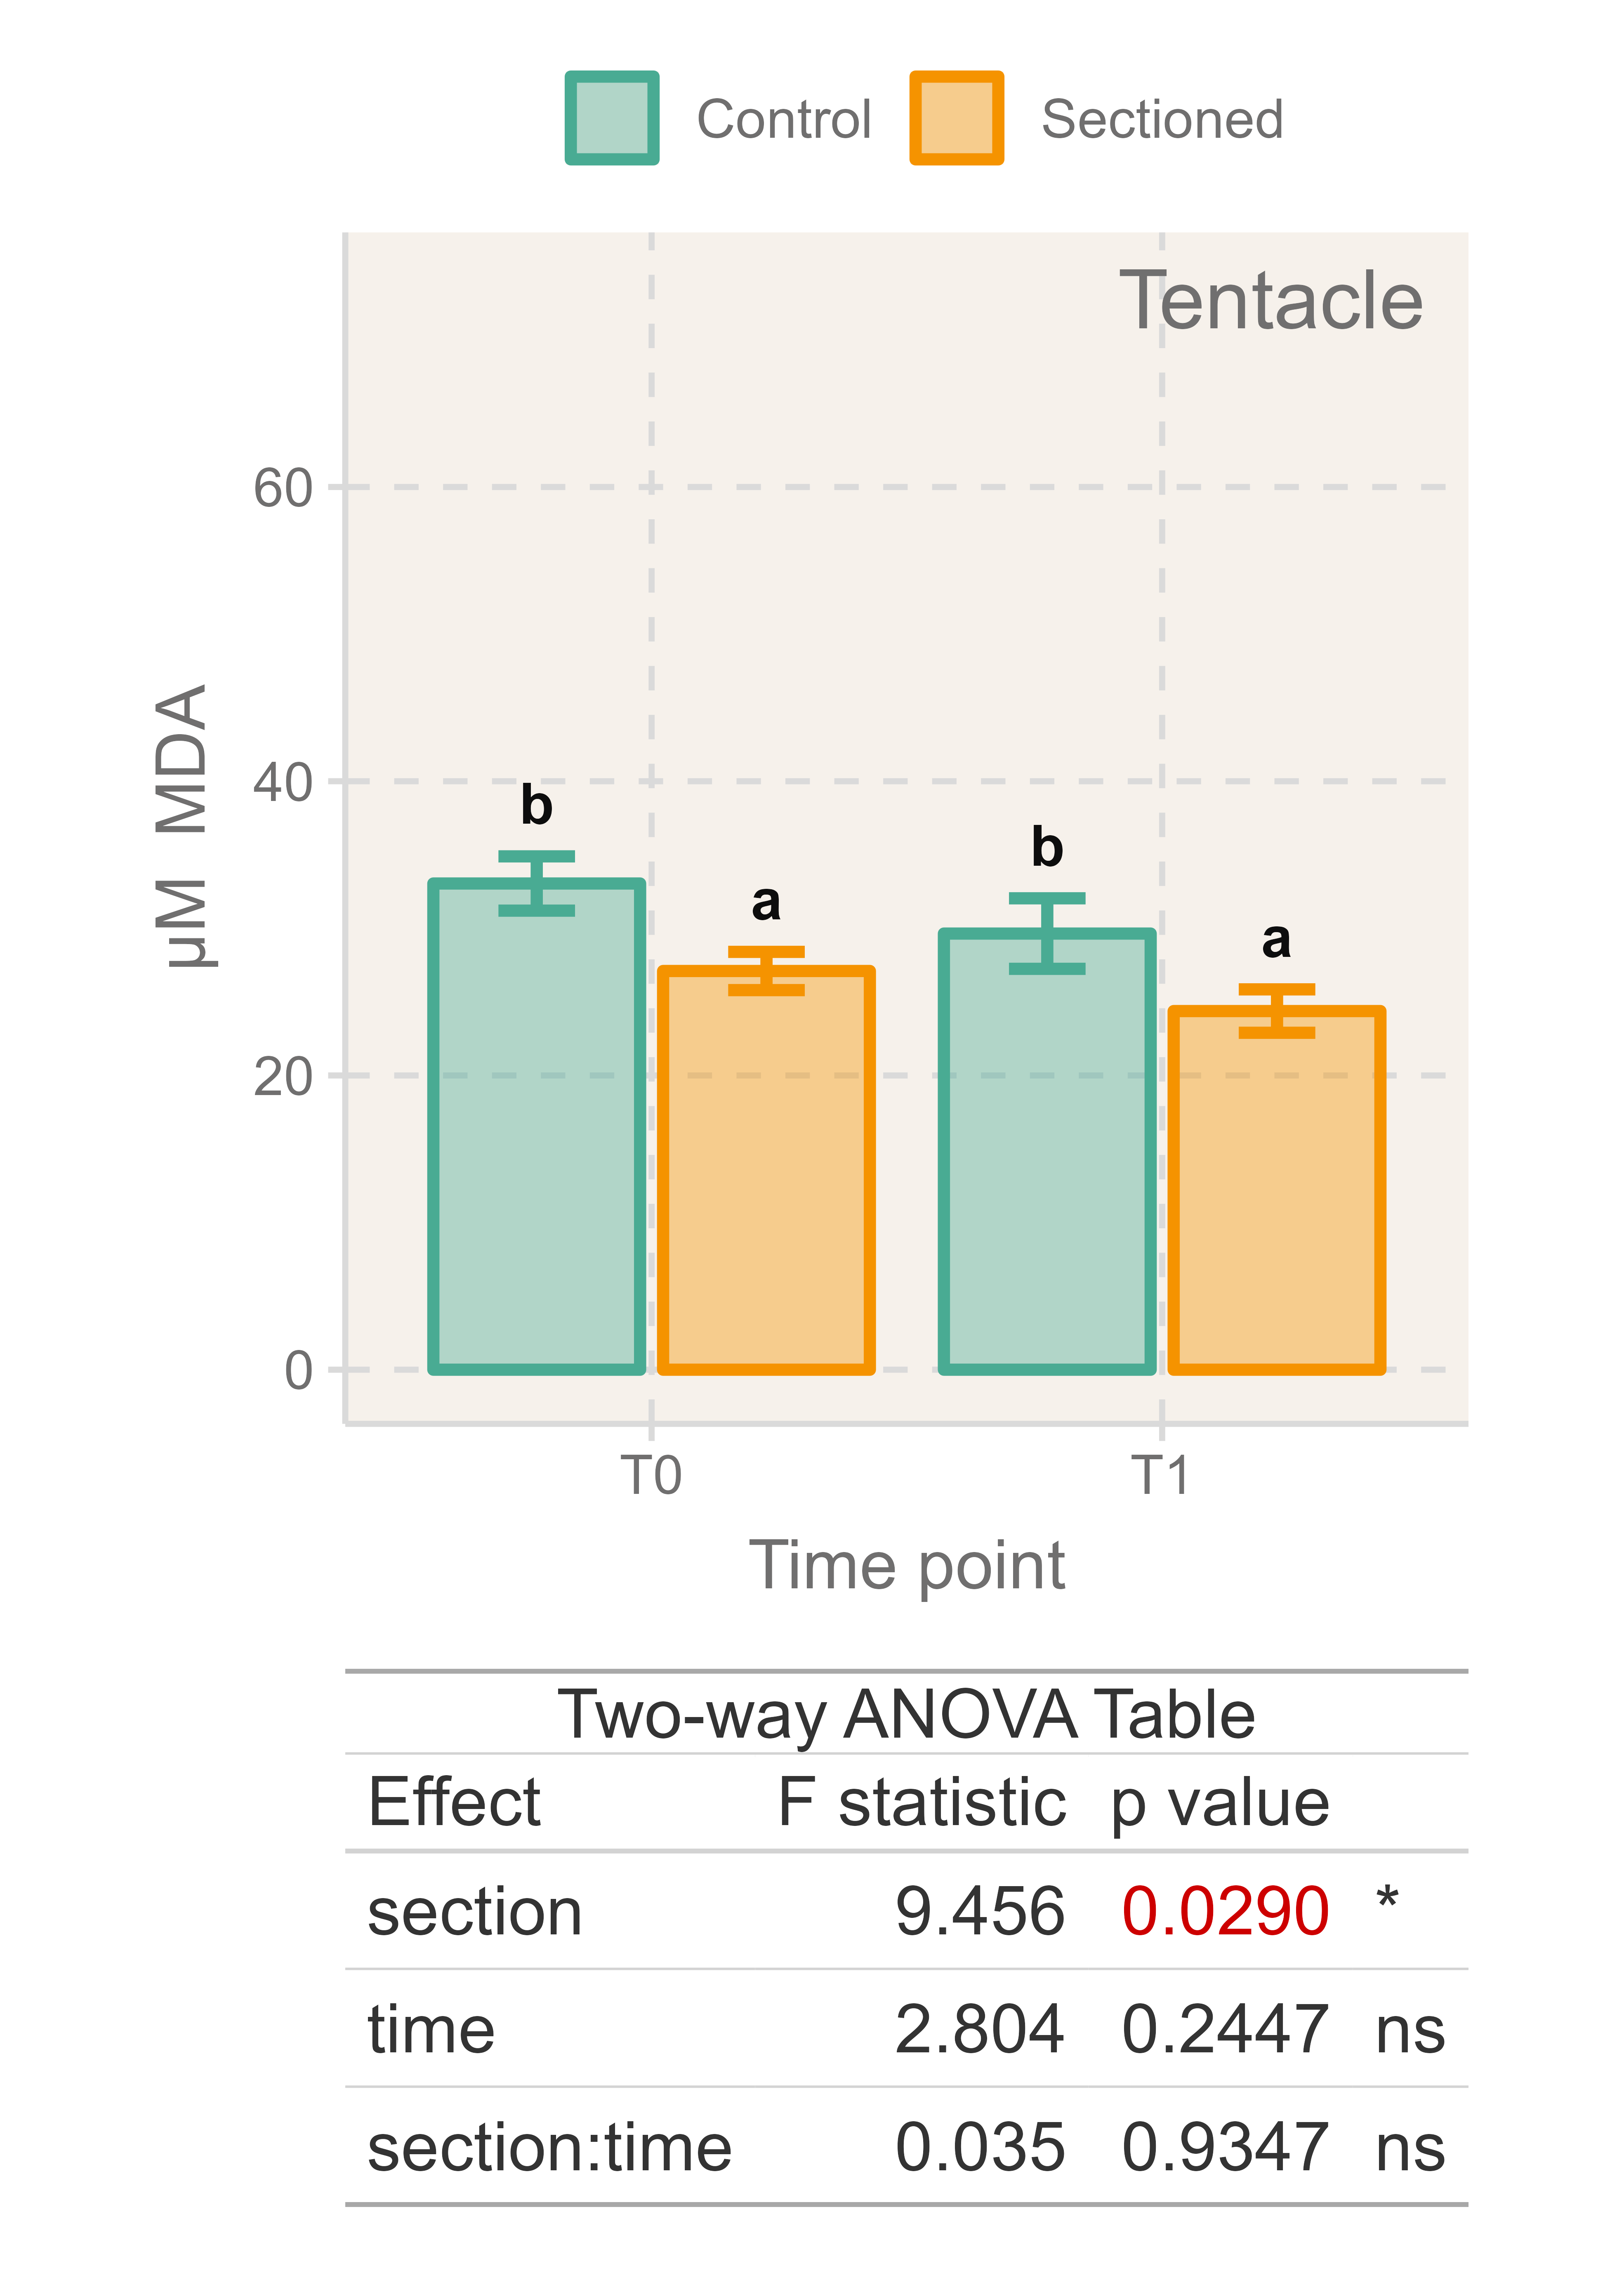 Control Sectioned
Tentacle
60
40
20
0
µM MDA
b
a
b
a
T0 T1
Time point
Two-way ANOVA Table
Effect F statistic p value
section 9.456 0.0290 *
time 2.804 0.2447 ns
section:time 0.035 0.9347 ns